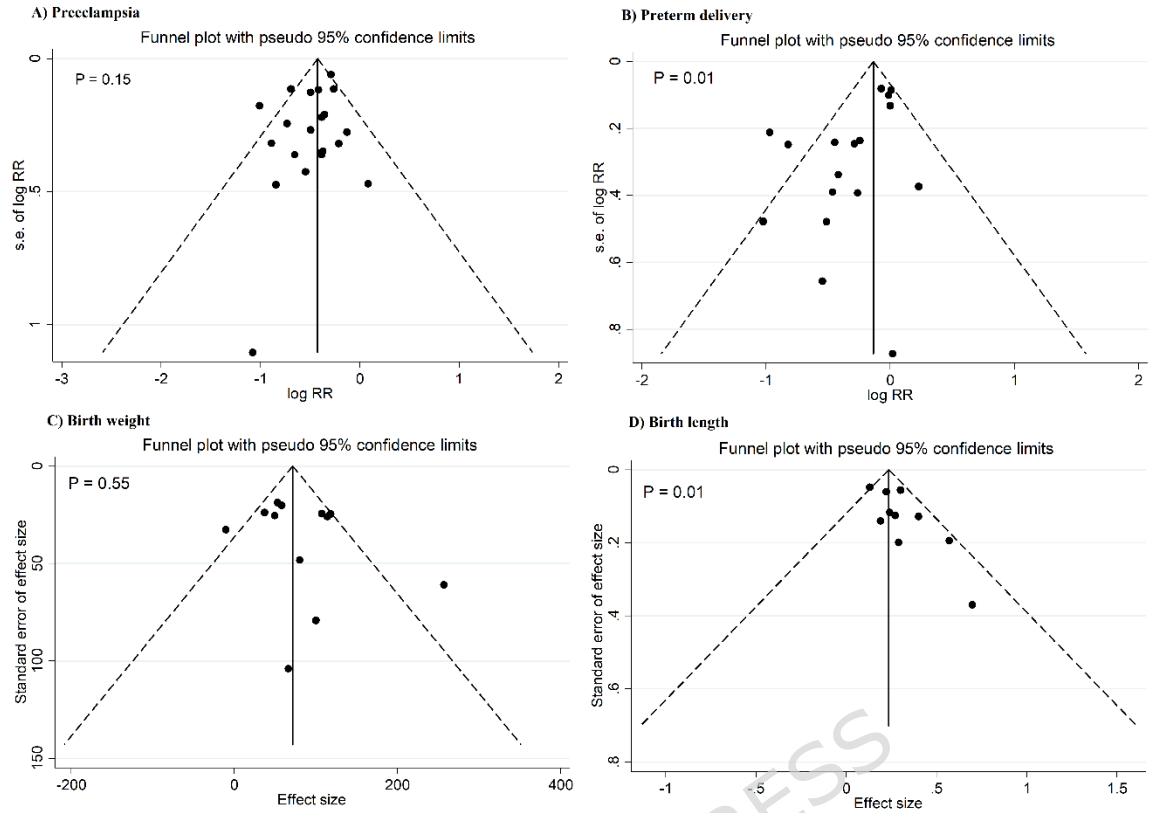 A) Preeclampsia
Funnel plot with pseudo 95% confidence limits
P = 0.15
s.e. of log RR
0
.5
1
-3 -2 -1 0 1 2
log RR
B) Preterm delivery
Funnel plot with pseudo 95% confidence limits
P = 0.01
s.e. of log RR
0
.2
.4
.6
.8
-2 -1 0 1 2
log RR
C) Birth weight
Funnel plot with pseudo 95% confidence limits
P = 0.55
Standard error of effect size
0
50
100
150
-200 0 200 400
Effect size
D) Birth length
Funnel plot with pseudo 95% confidence limits
P = 0.01
Standard error of effect size
0
.2
.4
.6
.8
-1 -.5 0 .5 1 1.5
Effect size
RESS